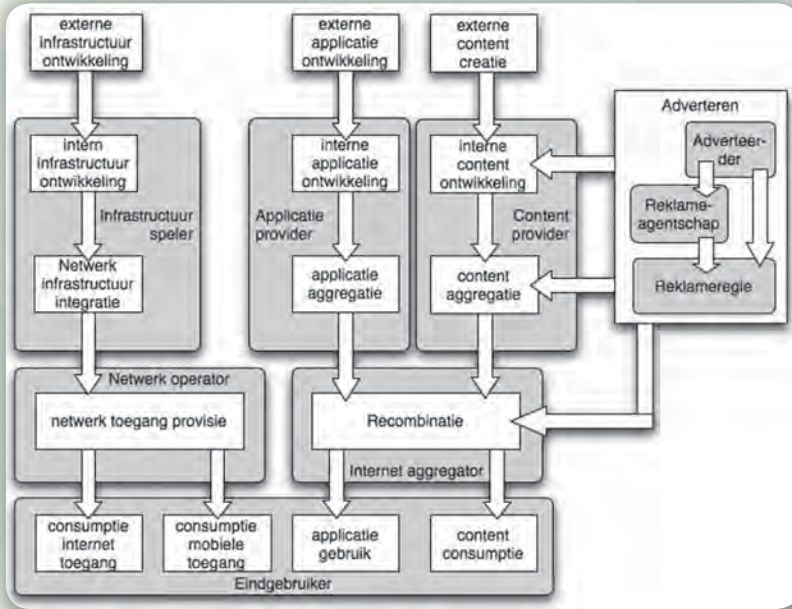 externe
infrastructuur
ontwikkeling
externe
applicatie
ontwikkeling
externe
content
creatie
Adverteren
Adverteer-
der
Reklame-
agentschap
Reklameregie
intern
infrastructuur
ontwikkeling
Infrastructuur
speler
Netwerk
infrastructuur
integratie
interne
applicatie
ontwikkeling
Applicatie
provider
applicatie
aggregatie
interne
content
ontwikkeling
Content
provider
content
aggregatie
Netwerk operator
netwerk toegang provisie
Recombinatie
Internet aggregator
consumptie
internet
toegang
consumptie
mobiele
toegang
applicatie
gebruik
content
consumptie
Eindgebruiker